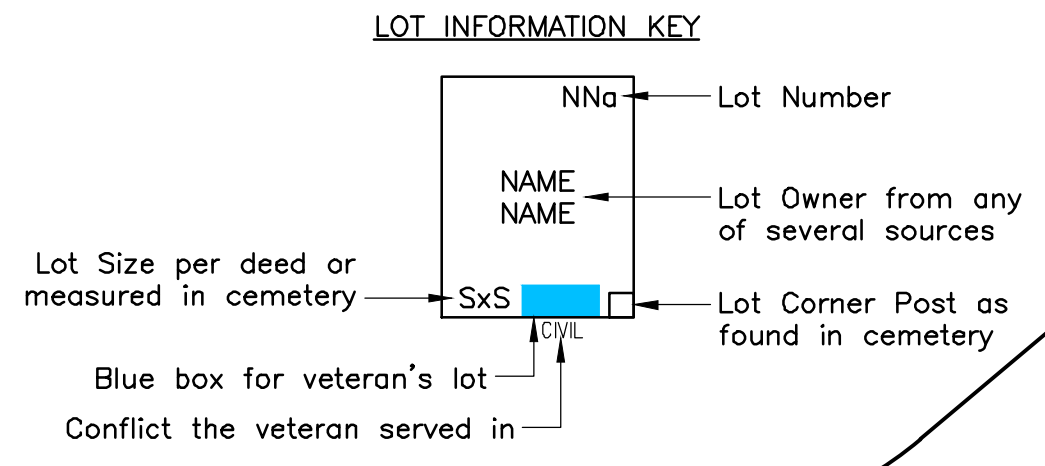 LOT INFORMATION KEY
NNa
Lot Number
NAME
NAME
Lot Owner from any
of several sources
Lot Size per deed or
measured in cemetery
SxS
Lot Corner Post as
found in cemetery
CIVIL
Blue box for veteran's lot
Conflict the veteran served in